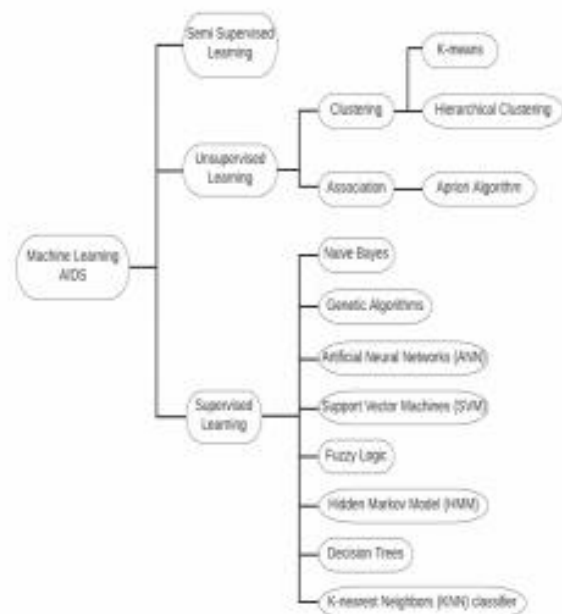 Semi Supervised
Learning
K-means
Clustering
Hierarchical Clustering
Unsupervised
Learning
Association
Apriori Algorithm
Machine Learning
AIDS
Naive Bayes
Genetic Algorithms
Artificial Neural Networks (ANN)
Supervised
Learning
Support Vector Machines (SVM)
Fuzzy Logic
Hidden Markov Model (HMM)
Decision Trees
K-nearest Neighbors (KNN) classifier